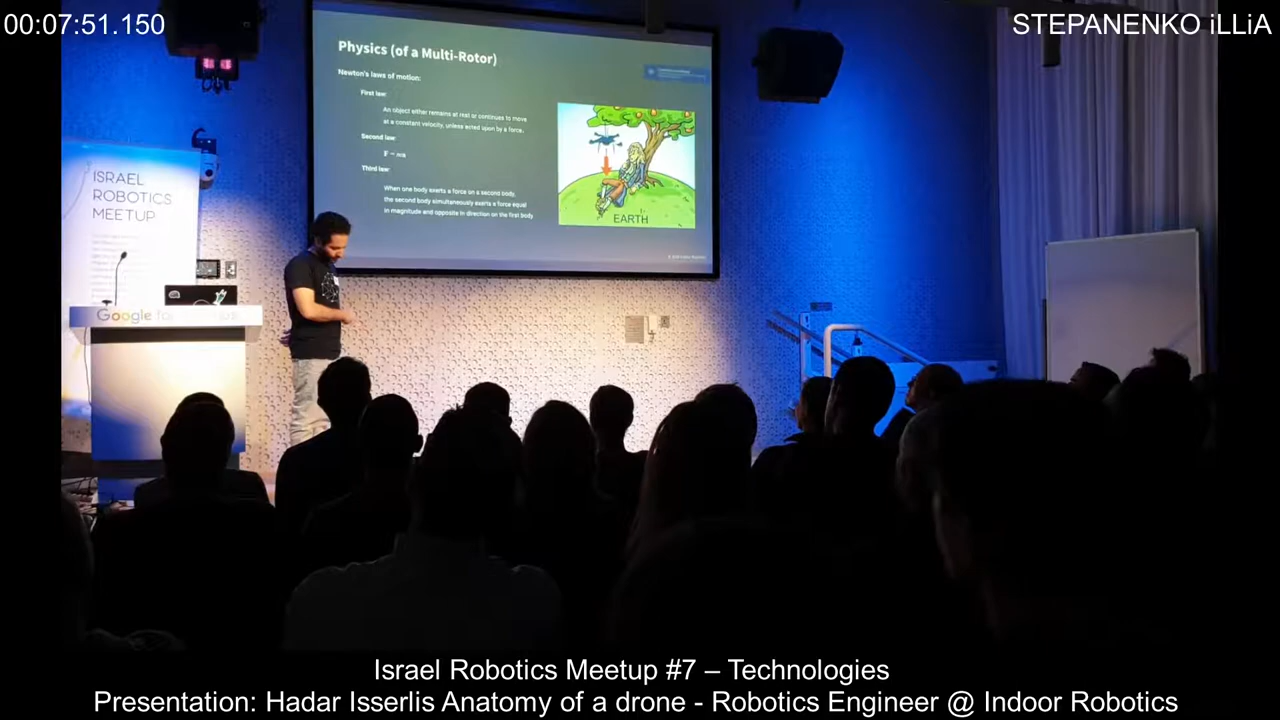 00:07:51.150
STEPANENKO iLLiA
Physics (of a Multi-Rotor)
Newton's laws of motion:
First law:
An object either remains at rest or continues to move
at a constant velocity, unless acted upon by a force.
Second law:
F = ma
Third law:
When one body exerts a force on a second body,
the second body simultaneously exerts a force equal
in magnitude and opposite in direction on the first body
EARTH
ISRAEL
ROBOTICS
MEETUP
Google for
Israel Robotics Meetup #7 – Technologies
Presentation: Hadar Isserlis Anatomy of a drone - Robotics Engineer @ Indoor Robotics